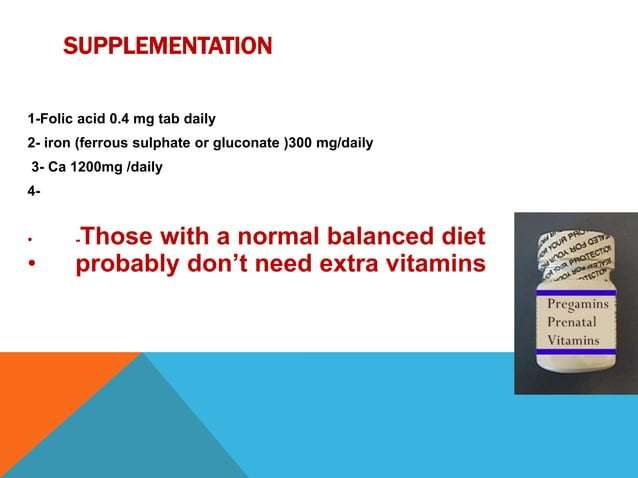 SUPPLEMENTATION
1-Folic acid 0.4 mg tab daily
2- iron (ferrous sulphate or gluconate )300 mg/daily
3- Ca 1200mg /daily
4-
• -Those with a normal balanced diet
• probably don’t need extra vitamins
Pregamins
Prenatal
Vitamins